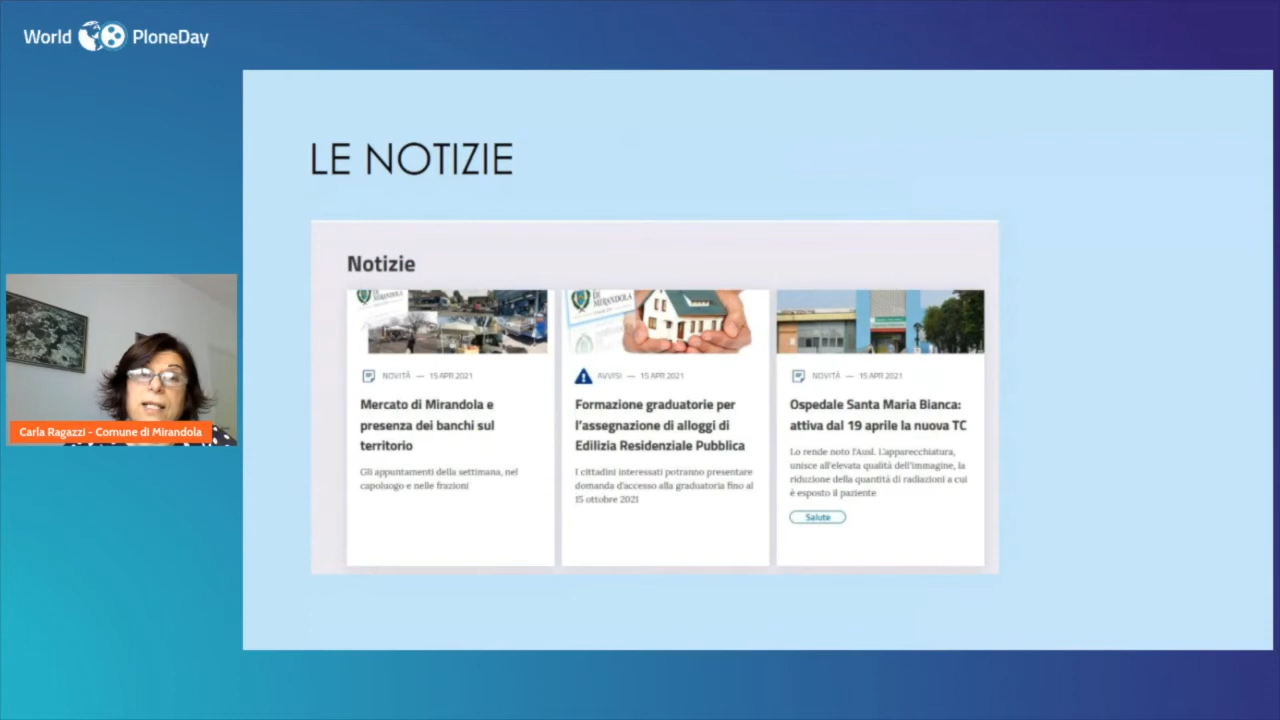 World PloneDay
LE NOTIZIE
Notizie
DI MIRANDOLA
NOVITÀ — 15 APR 2021
Mercato di Mirandola e
presenza dei banchi sul
territorio
Gli appuntamenti della settimana, nel
capoluogo e nelle frazioni
DI
MIRANDOLA
AVVISI — 15 APR 2021
Formazione graduatorie per
l'assegnazione di alloggi di
Edilizia Residenziale Pubblica
I cittadini interessati potranno presentare
domanda d'accesso alla graduatoria fino al
15 ottobre 2021
NOVITÀ — 15 APR 2021
Ospedale Santa Maria Bianca:
attiva dal 19 aprile la nuova TC
Lo rende noto l'Ausl. L'apparecchiatura,
unisce all'elevata qualità dell'immagine, la
riduzione della quantità di radiazioni a cui
è esposto il paziente
Salute
Carla Ragazzi - Comune di Mirandola